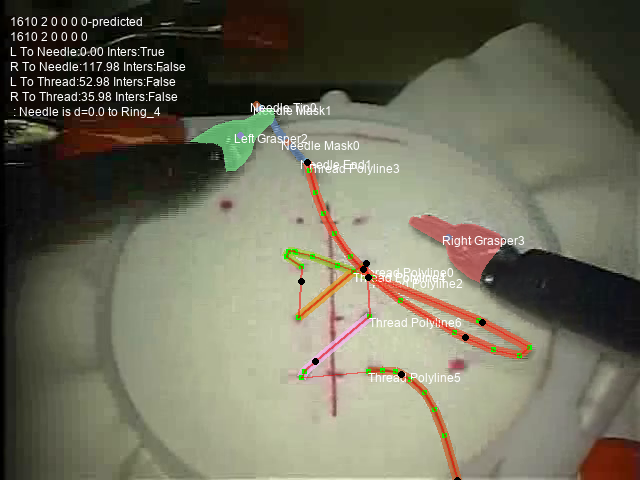 1610 2 0 0 0 0-predicted
1610 2 0 0 0 0
L To Needle:0.00 Inters:True
R To Needle:117.98 Inters:False
L To Thread:52.98 Inters:False
R To Thread:35.98 Inters:False
: Needle is d=0.0 to Ring_4
Needle Tip0
Needle Mask1
Left Grasper2
Needle Mask0
Needle End1
Thread Polyline3
Right Grasper3
Thread Polyline0
Thread Polyline2
Thread Polyline6
Thread Polyline5